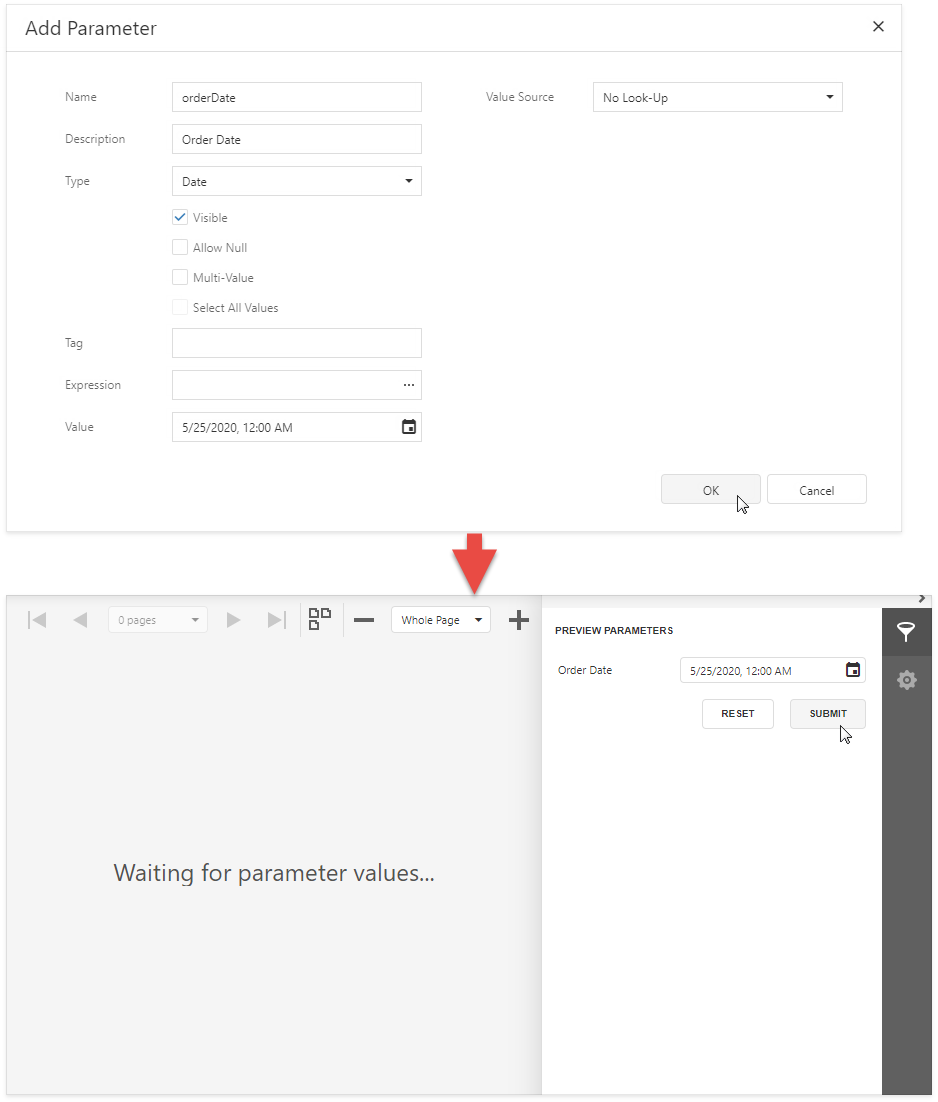 Add Parameter
Name
orderDate
Value Source
No Look-Up
Description
Order Date
Type
Date
Visible
Allow Null
Multi-Value
Select All Values
Tag
Expression
...
Value
5/25/2020, 12:00 AM
OK
Cancel
0 pages
Whole Page
PREVIEW PARAMETERS
Order Date
5/25/2020, 12:00 AM
RESET
SUBMIT
Waiting for parameter values...